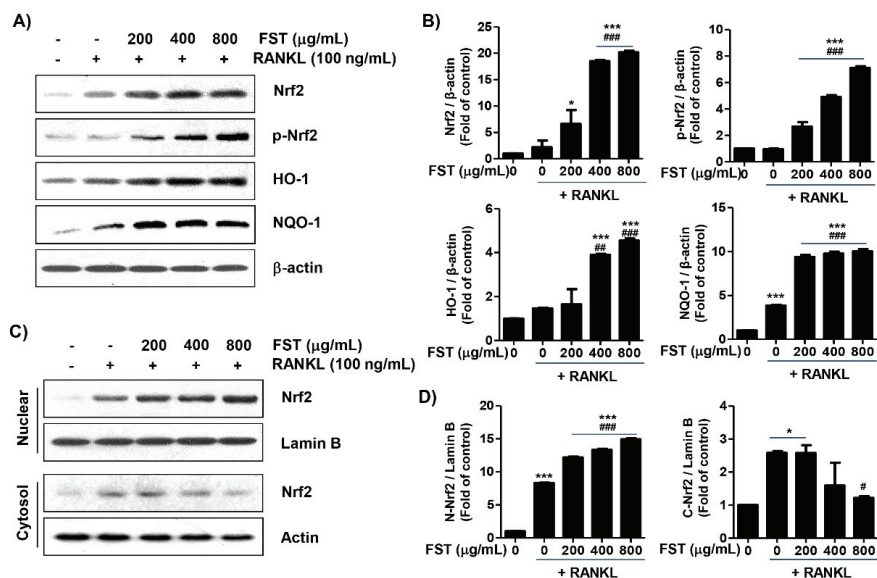 A)
- - 200 400 800 FST (μg/mL)
- + + + + RANKL (100 ng/mL)
Nrf2
p-Nrf2
HO-1
NQO-1
β-actin
B)
Nrf2 / β-actin
(Fold of control)
25
20
15
10
5
0
*
***
###
FST (μg/mL)
0 0 200 400 800
+ RANKL
p-Nrf2 / β-actin
(Fold of control)
10
8
6
4
2
0
***
###
FST (μg/mL)
0 0 200 400 800
+ RANKL
HO-1 / β-actin
(Fold of control)
6
4
2
0
***
##
***
###
FST (μg/mL)
0 0 200 400 800
+ RANKL
NQO-1 / β-actin
(Fold of control)
15
10
5
0
***
***
###
FST (μg/mL)
0 0 200 400 800
+ RANKL
C)
- - 200 400 800 FST (μg/mL)
- + + + + RANKL (100 ng/mL)
Nuclear
Nrf2
Lamin B
Cytosol
Nrf2
Actin
D)
N-Nrf2 / Lamin B
(Fold of control)
20
15
10
5
0
***
***
###
FST (μg/mL)
0 0 200 400 800
+ RANKL
C-Nrf2 / Lamin B
(Fold of control)
4
3
2
1
0
*
#
FST (μg/mL)
0 0 200 400 800
+ RANKL